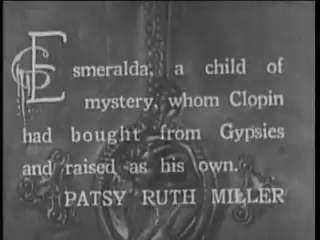 Esmeralda, a child of
mystery, whom Clopin
had bought from Gypsies
and raised as his own.
PATSY RUTH MILLER